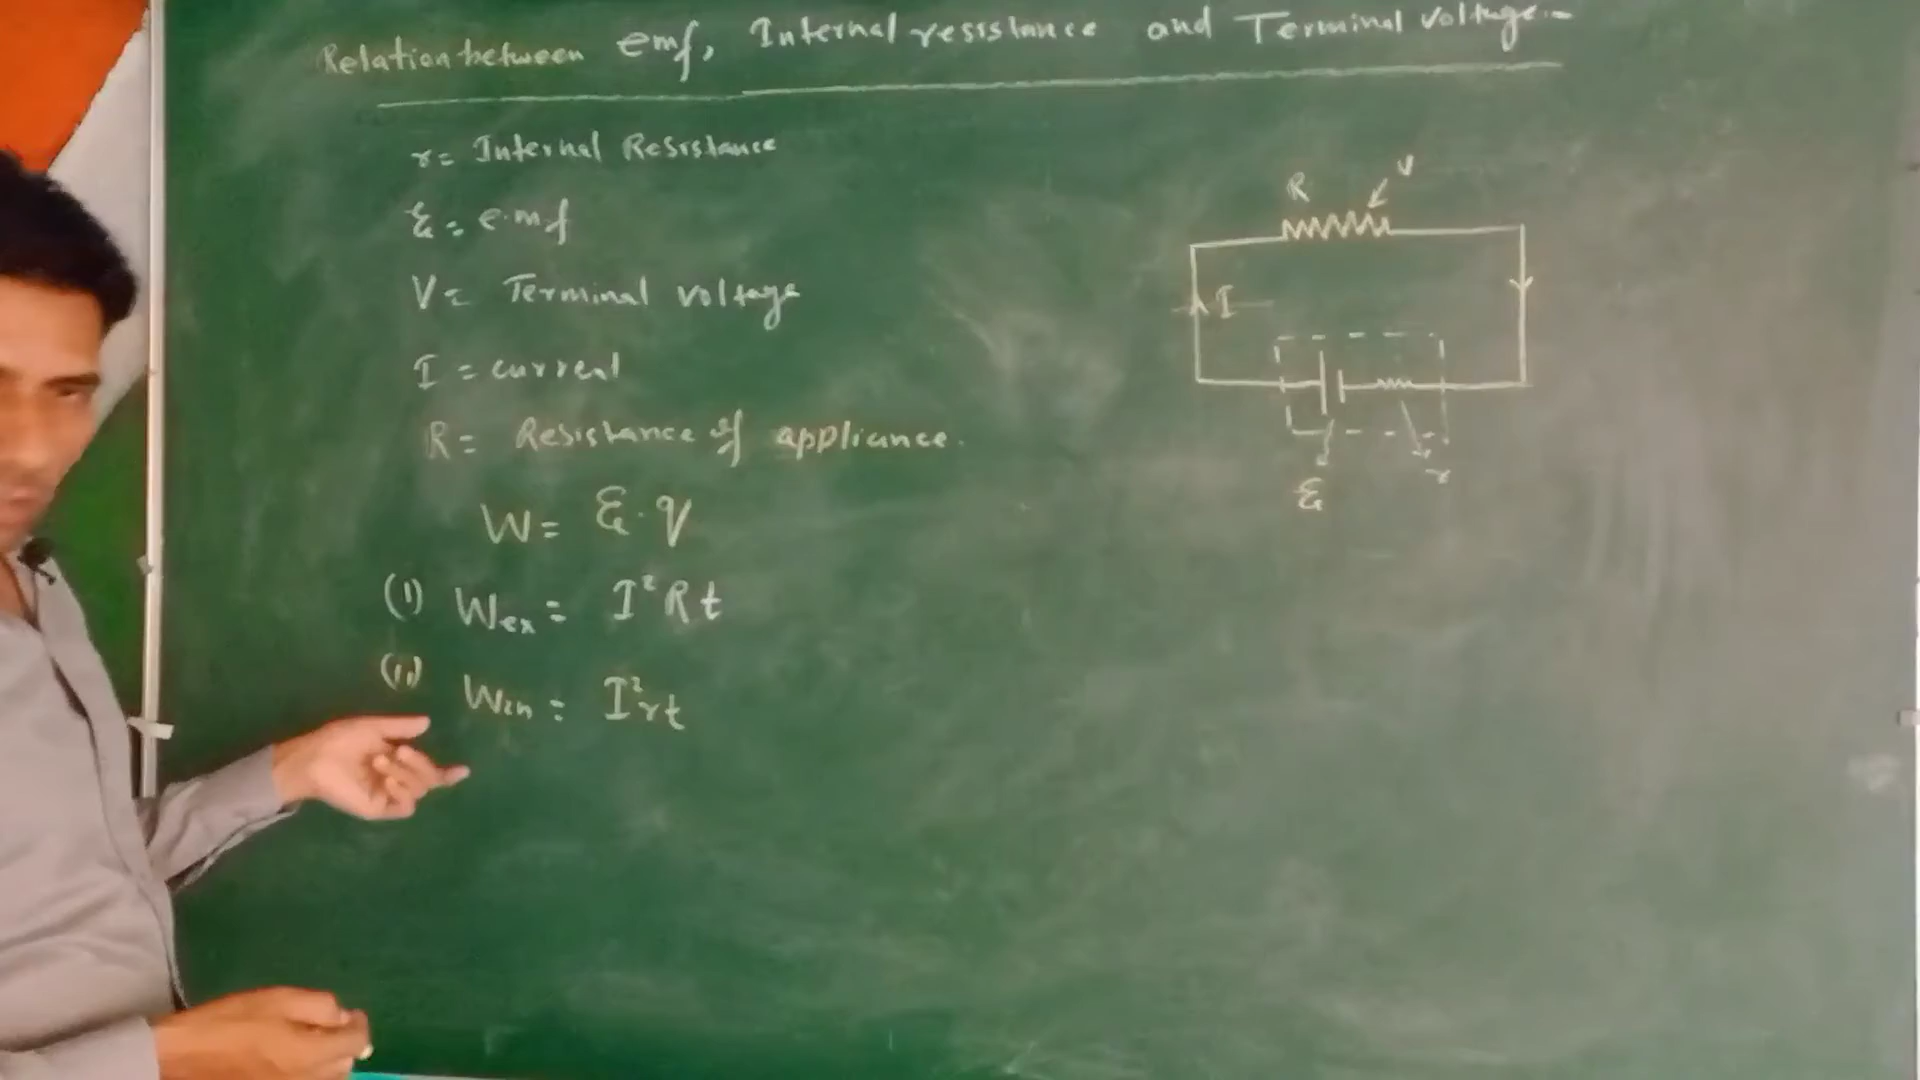 Relation between emf, Internal resistance and Terminal voltage:-
r = Internal Resistance
ℰ = e.m.f
V = Terminal voltage
I = current
R = Resistance of appliance.
W = ℰ.q
(i) Wex = I²Rt
(ii) Win = I²rt
R V
I
ℰ r